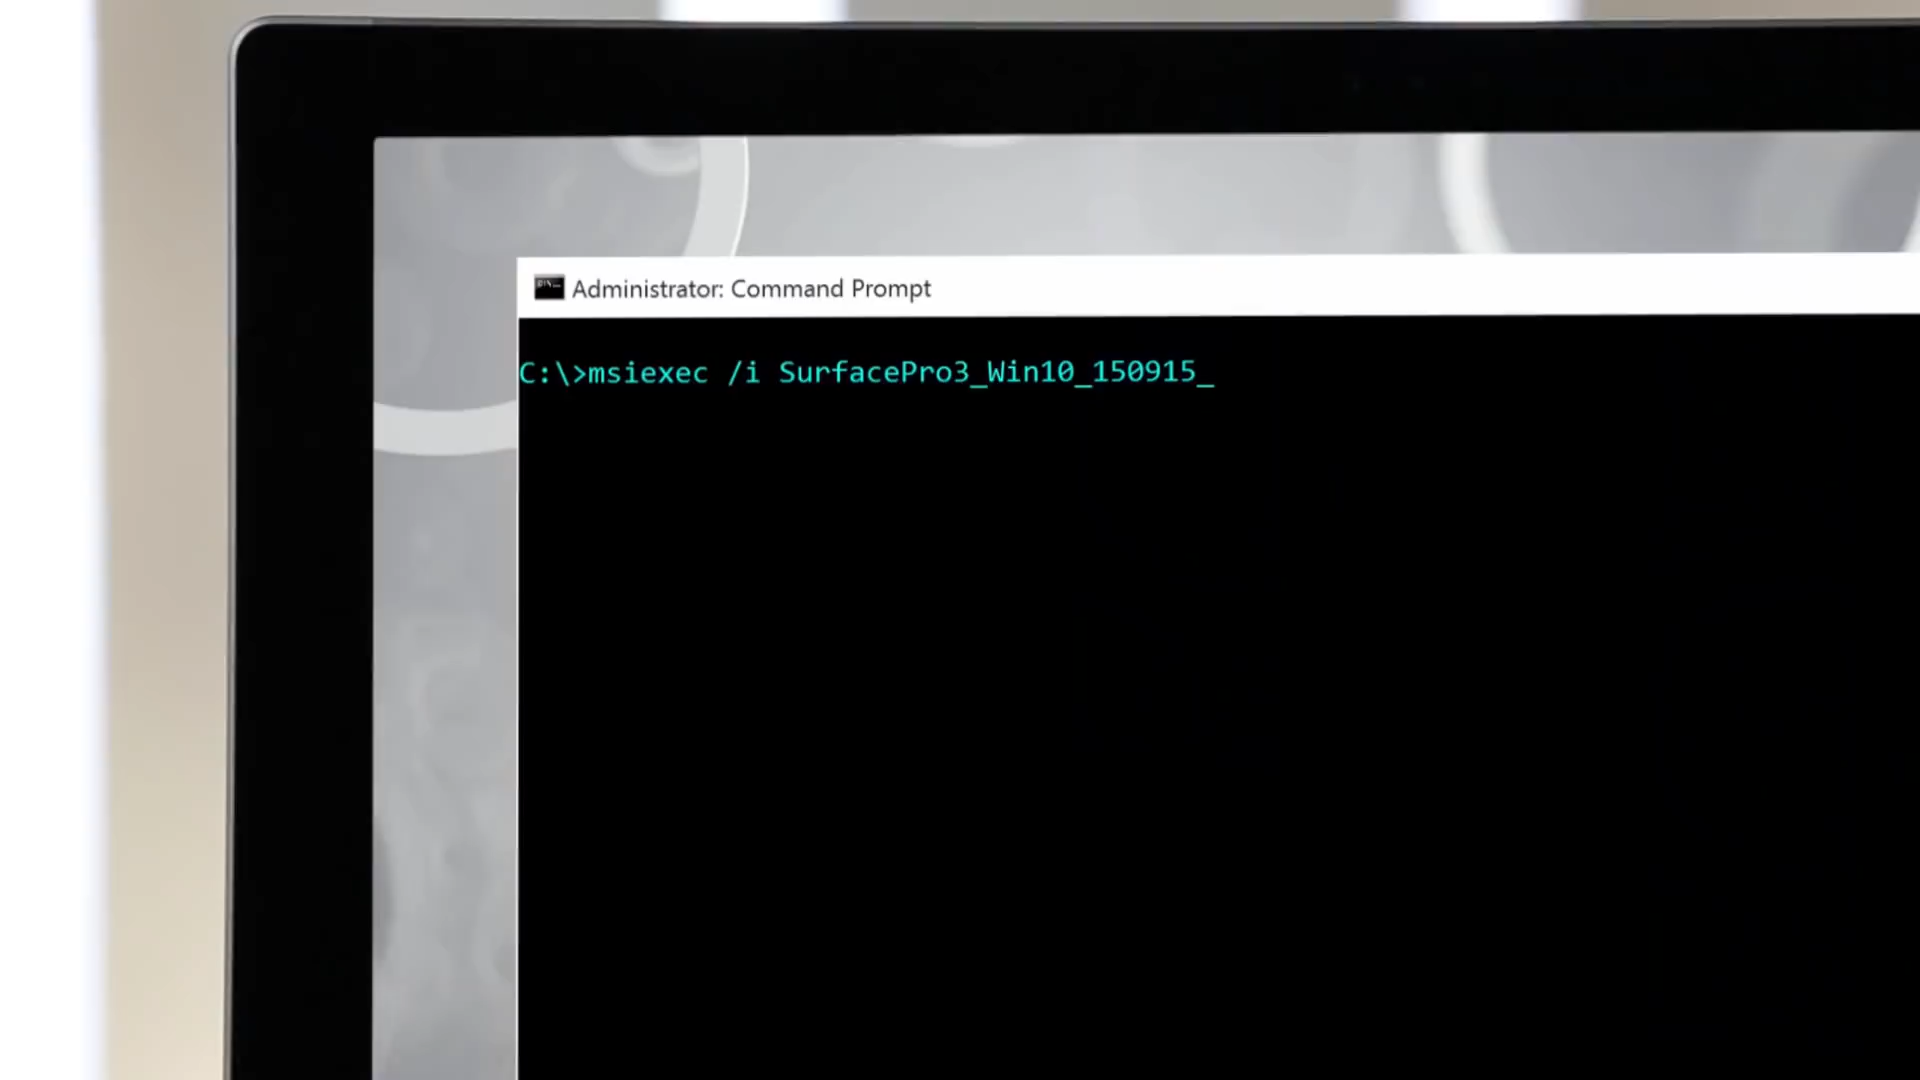 Administrator: Command Prompt
C:\>msiexec /i SurfacePro3_Win10_150915_